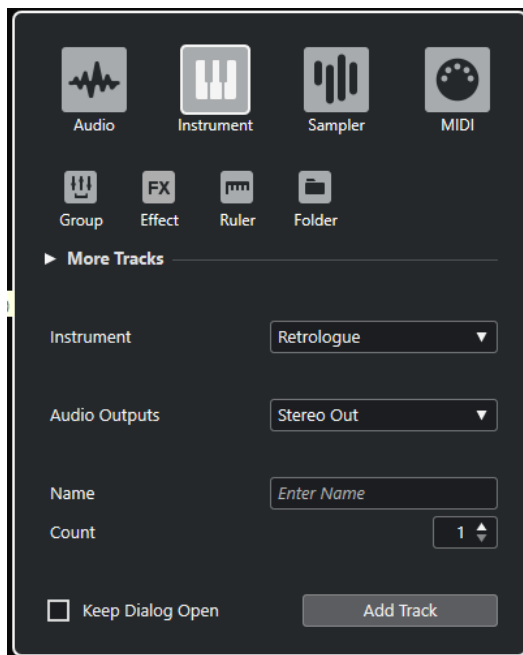 Audio Instrument Sampler MIDI
FX
Group Effect Ruler Folder
More Tracks
Instrument Retrologue
Audio Outputs Stereo Out
Name Enter Name
Count 1
Keep Dialog Open Add Track